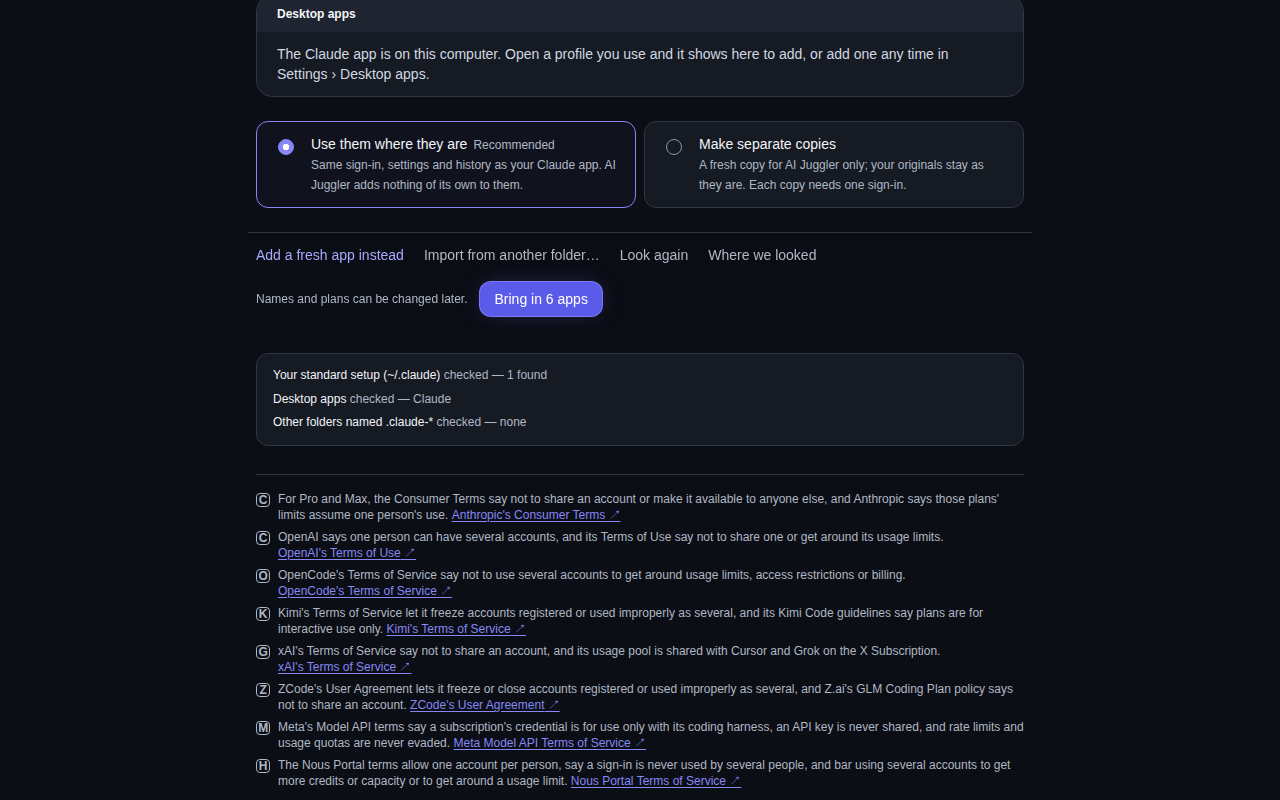 Desktop apps
The Claude app is on this computer. Open a profile you use and it shows here to add, or add one any time in
Settings › Desktop apps.
Use them where they are Recommended
Same sign-in, settings and history as your Claude app. AI
Juggler adds nothing of its own to them.
Make separate copies
A fresh copy for AI Juggler only; your originals stay as
they are. Each copy needs one sign-in.
Add a fresh app instead Import from another folder… Look again Where we looked
Names and plans can be changed later. Bring in 6 apps
Your standard setup (~/.claude) checked — 1 found
Desktop apps checked — Claude
Other folders named .claude-* checked — none
C For Pro and Max, the Consumer Terms say not to share an account or make it available to anyone else, and Anthropic says those plans'
limits assume one person's use. Anthropic's Consumer Terms ↗
C OpenAI says one person can have several accounts, and its Terms of Use say not to share one or get around its usage limits.
OpenAI's Terms of Use ↗
O OpenCode's Terms of Service say not to use several accounts to get around usage limits, access restrictions or billing.
OpenCode's Terms of Service ↗
K Kimi's Terms of Service let it freeze accounts registered or used improperly as several, and its Kimi Code guidelines say plans are for
interactive use only. Kimi's Terms of Service ↗
G xAI's Terms of Service say not to share an account, and its usage pool is shared with Cursor and Grok on the X Subscription.
xAI's Terms of Service ↗
Z ZCode's User Agreement lets it freeze or close accounts registered or used improperly as several, and Z.ai's GLM Coding Plan policy says
not to share an account. ZCode's User Agreement ↗
M Meta's Model API terms say a subscription's credential is for use only with its coding harness, an API key is never shared, and rate limits and
usage quotas are never evaded. Meta Model API Terms of Service ↗
H The Nous Portal terms allow one account per person, say a sign-in is never used by several people, and bar using several accounts to get
more credits or capacity or to get around a usage limit. Nous Portal Terms of Service ↗